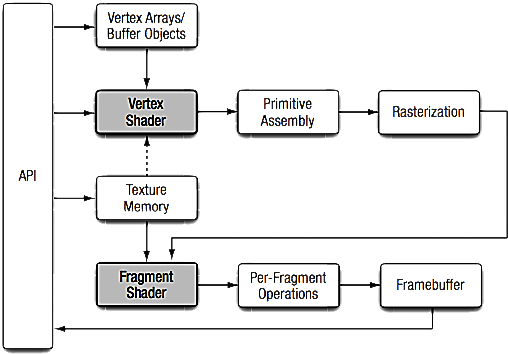 Vertex Arrays/
Buffer Objects
Vertex
Shader
Primitive
Assembly
Rasterization
API
Texture
Memory
Fragment
Shader
Per-Fragment
Operations
Framebuffer